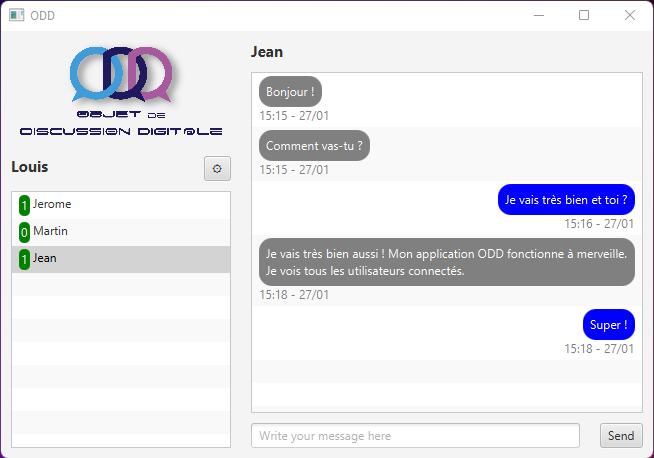 ODD
OBJET DE
DISCUSSION DIGIT@LE
Louis
1 Jerome
0 Martin
1 Jean
Jean
Bonjour !
15:15 - 27/01
Comment vas-tu ?
15:15 - 27/01
Je vais très bien et toi ?
15:16 - 27/01
Je vais très bien aussi ! Mon application ODD fonctionne à merveille.
Je vois tous les utilisateurs connectés.
15:18 - 27/01
Super !
15:18 - 27/01
Write your message here
Send